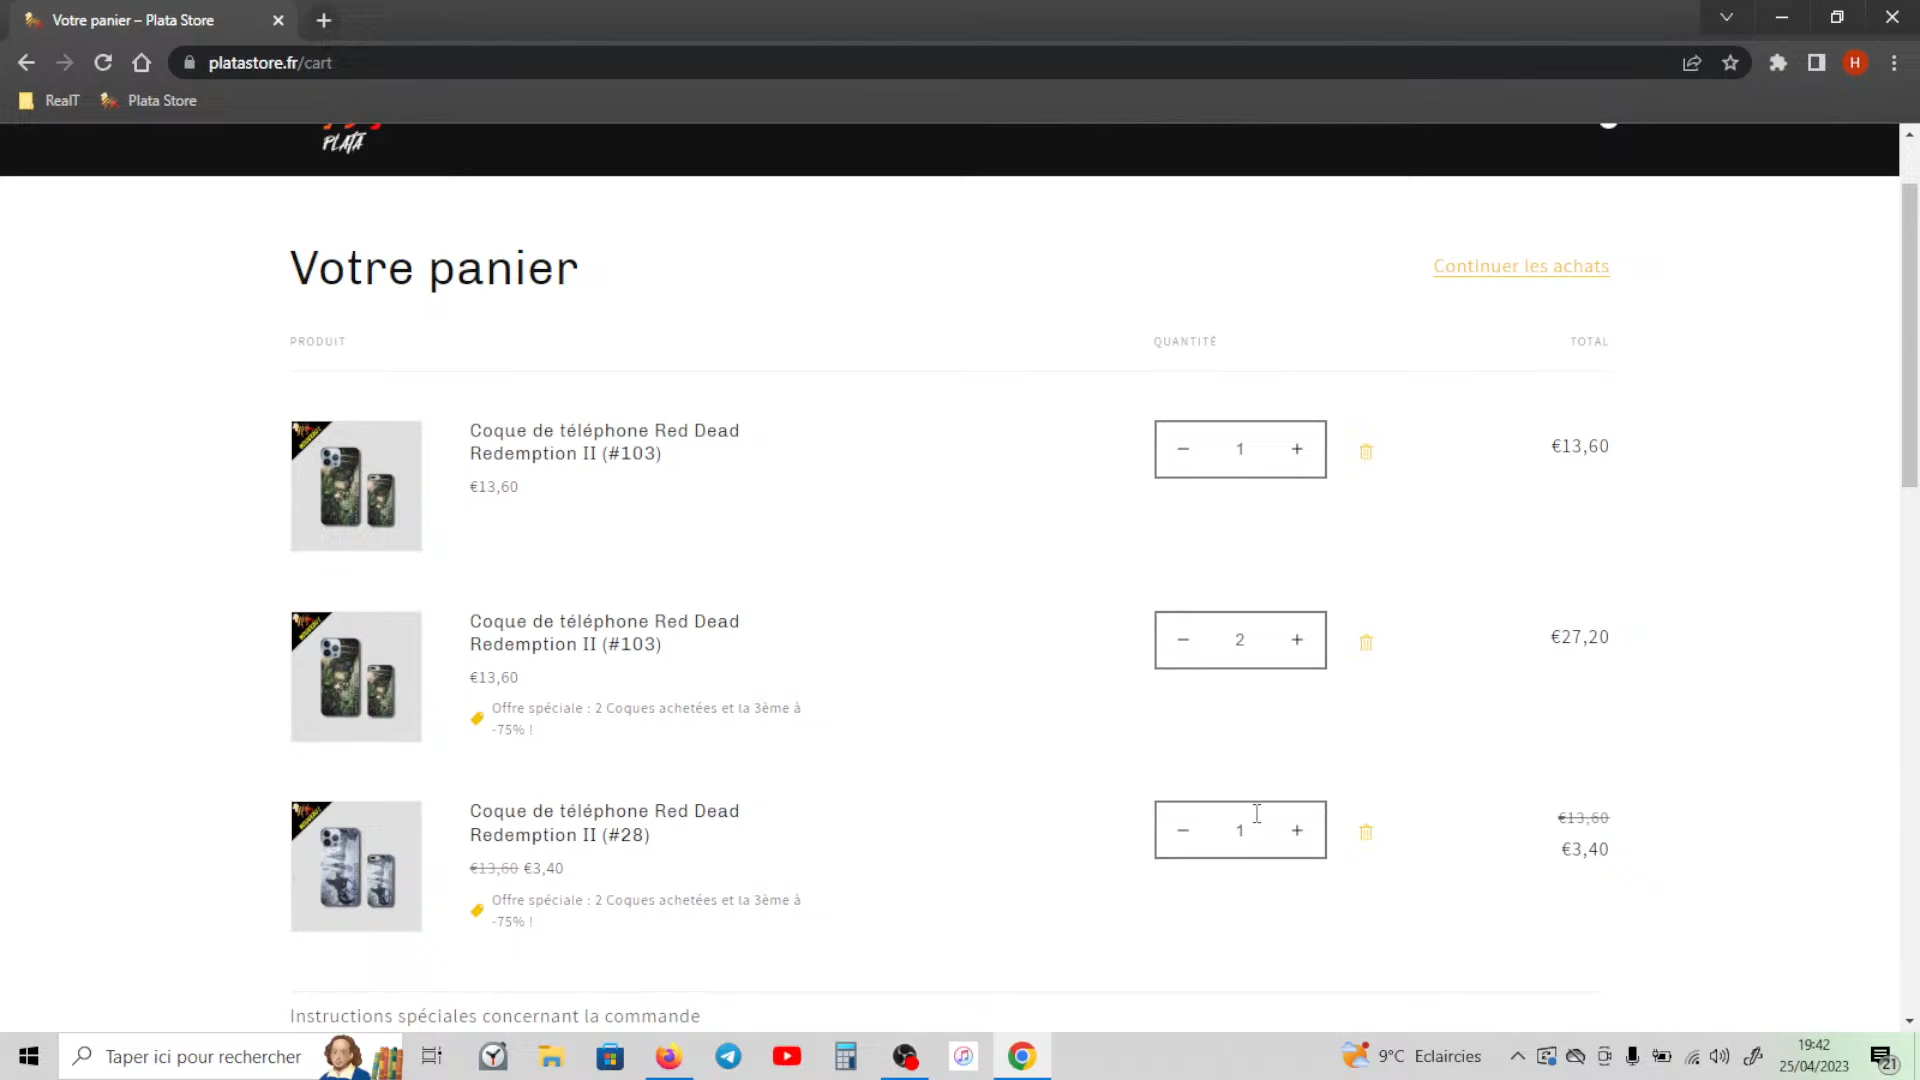 Votre panier – Plata Store
platastore.fr/cart
H
RealT
Plata Store
PLATA
Votre panier
Continuer les achats
PRODUIT
QUANTITÉ
TOTAL
NOUVEAU!
Coque de téléphone Red Dead
Redemption II (#103)
€13,60
1
€13,60
NOUVEAU!
Coque de téléphone Red Dead
Redemption II (#103)
€13,60
Offre spéciale : 2 Coques achetées et la 3ème à
-75% !
2
€27,20
NOUVEAU!
Coque de téléphone Red Dead
Redemption II (#28)
€13,60 €3,40
Offre spéciale : 2 Coques achetées et la 3ème à
-75% !
1
€13,60
€3,40
Instructions spéciales concernant la commande
Taper ici pour rechercher
9°C Eclaircies
19:42
25/04/2023
21